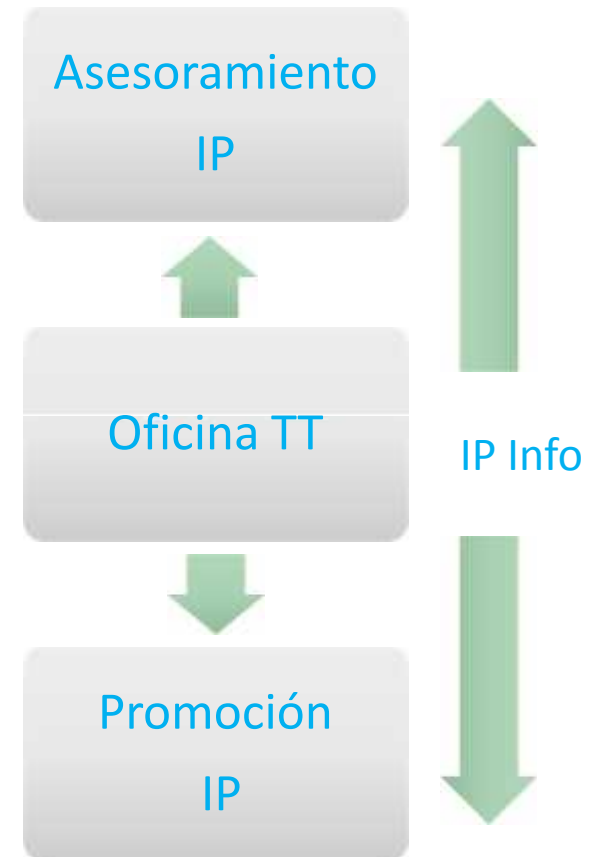 Asesoramiento
IP
Oficina TT
IP Info
Promoción
IP